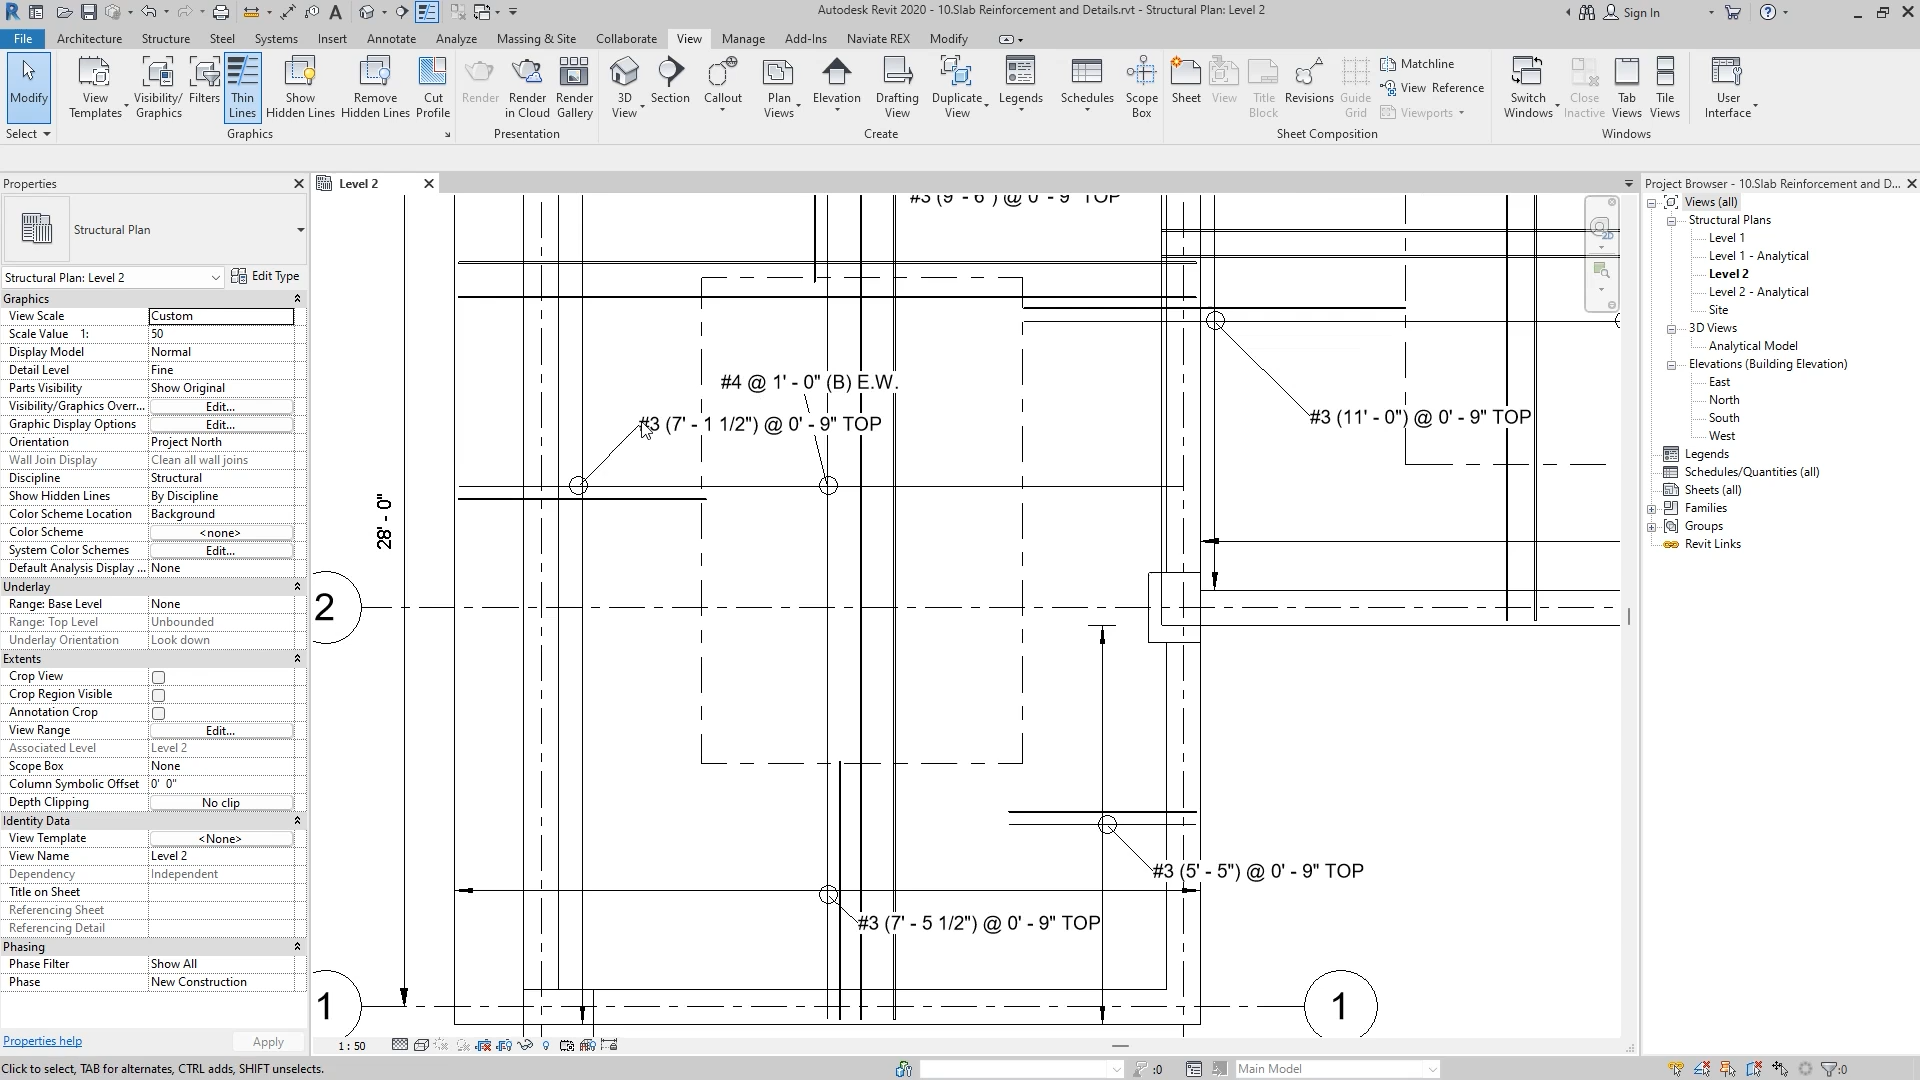 Autodesk Revit 2020 - 10.Slab Reinforcement and Details.rvt - Structural Plan: Level 2
Sign In
File Architecture Structure Steel Systems Insert Annotate Analyze Massing & Site Collaborate View Manage Add-Ins Naviate REX Modify
Modify
View Templates
Visibility/ Graphics
Filters
Thin Lines
Show Hidden Lines
Remove Hidden Lines
Cut Profile
Render
Render in Cloud
Render Gallery
3D View
Section
Callout
Plan Views
Elevation
Drafting View
Duplicate View
Legends
Schedules
Scope Box
Sheet
View
Title Block
Revisions
Guide Grid
Matchline
View Reference
Viewports
Switch Windows
Close Inactive
Tab Views
Tile Views
User Interface
Select
Graphics
Presentation
Create
Sheet Composition
Windows
Properties
Structural Plan
Structural Plan: Level 2
Edit Type
Graphics
View Scale Custom
Scale Value 1: 50
Display Model Normal
Detail Level Fine
Parts Visibility Show Original
Visibility/Graphics Overr... Edit...
Graphic Display Options Edit...
Orientation Project North
Wall Join Display Clean all wall joins
Discipline Structural
Show Hidden Lines By Discipline
Color Scheme Location Background
Color Scheme <none>
System Color Schemes Edit...
Default Analysis Display ... None
Underlay
Range: Base Level None
Range: Top Level Unbounded
Underlay Orientation Look down
Extents
Crop View
Crop Region Visible
Annotation Crop
View Range Edit...
Associated Level Level 2
Scope Box None
Column Symbolic Offset 0' 0"
Depth Clipping No clip
Identity Data
View Template <None>
View Name Level 2
Dependency Independent
Title on Sheet
Referencing Sheet
Referencing Detail
Phasing
Phase Filter Show All
Phase New Construction
Properties help
Apply
Level 2
#3 (9' - 6") @ 0' - 9" TOP
#4 @ 1' - 0" (B) E.W.
#3 (7' - 1 1/2") @ 0' - 9" TOP
#3 (11' - 0") @ 0' - 9" TOP
28' - 0"
2
#3 (5' - 5") @ 0' - 9" TOP
#3 (7' - 5 1/2") @ 0' - 9" TOP
1
1
2D
1 : 50
Project Browser - 10.Slab Reinforcement and D...
Views (all)
Structural Plans
Level 1
Level 1 - Analytical
Level 2
Level 2 - Analytical
Site
3D Views
Analytical Model
Elevations (Building Elevation)
East
North
South
West
Legends
Schedules/Quantities (all)
Sheets (all)
Families
Groups
Revit Links
Click to select, TAB for alternates, CTRL adds, SHIFT unselects.
:0
Main Model
:0